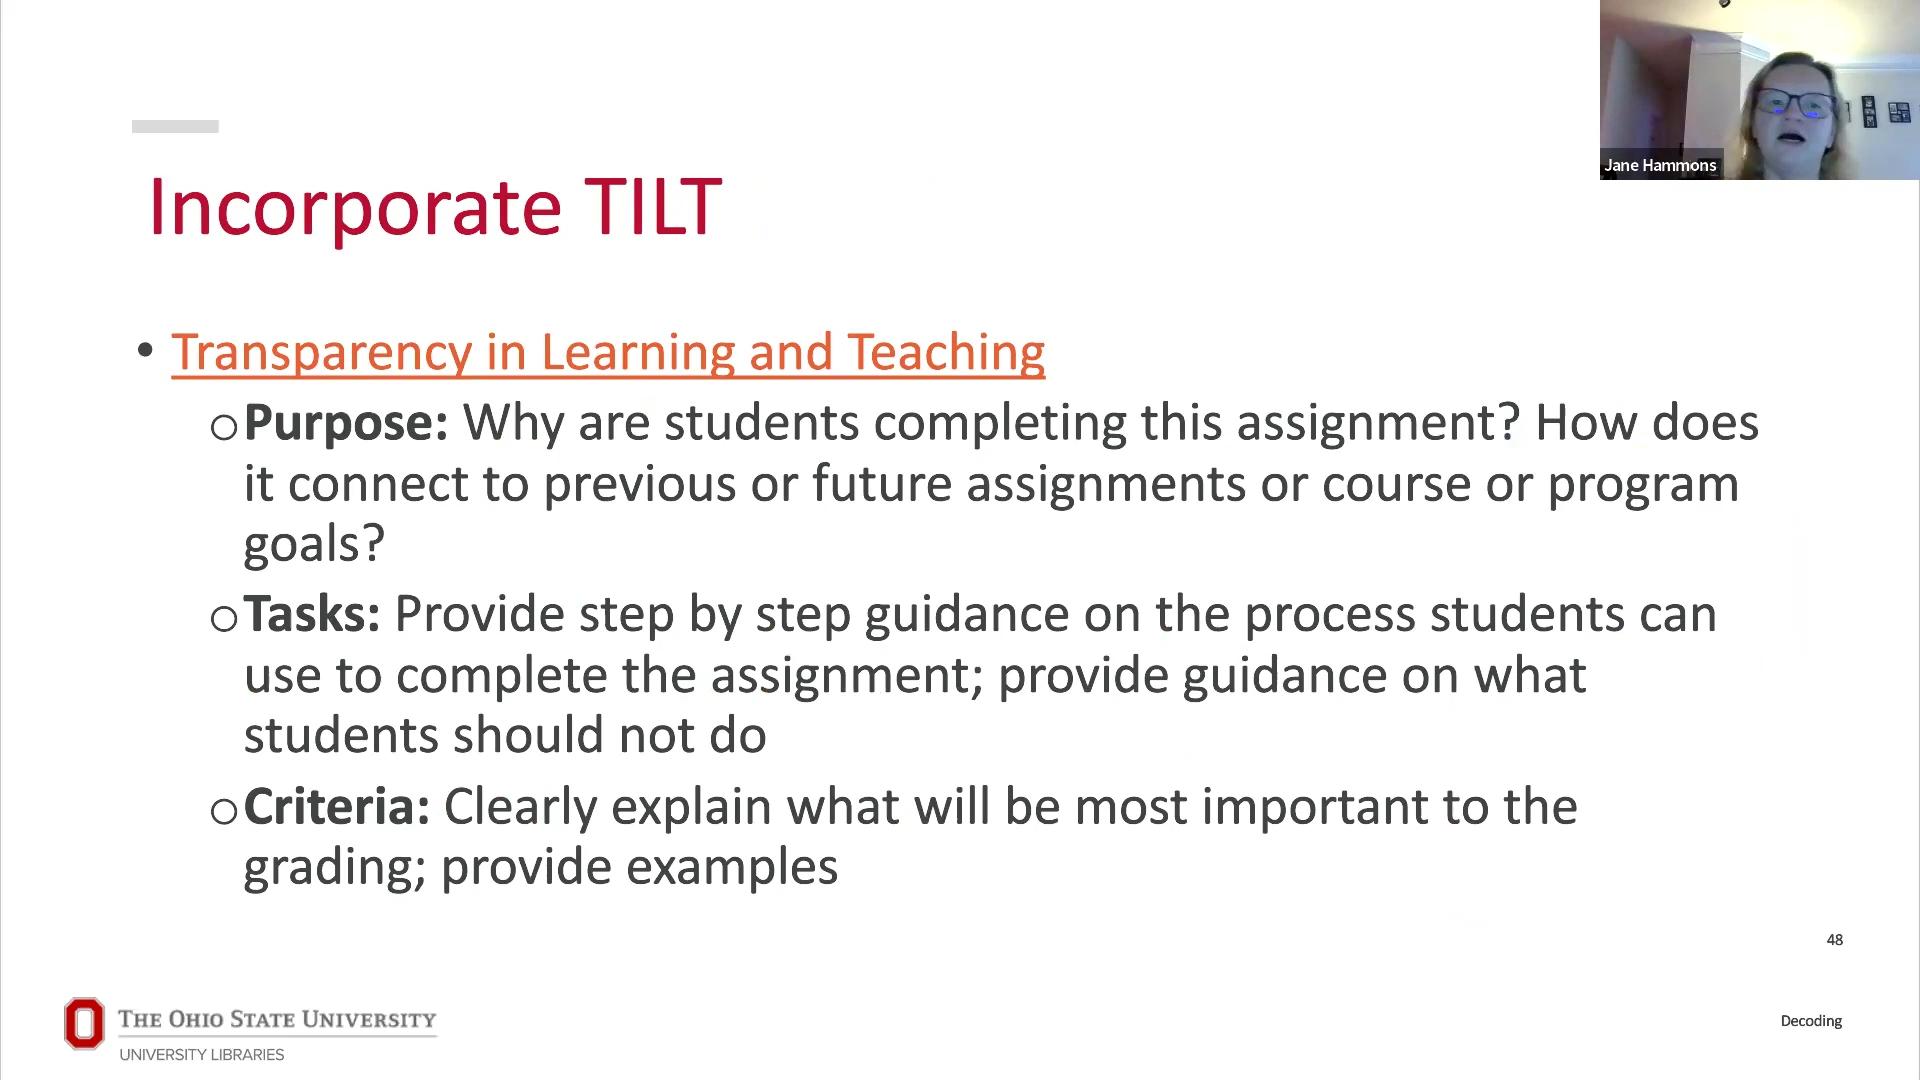 Jane Hammons
Incorporate TILT
• Transparency in Learning and Teaching
oPurpose: Why are students completing this assignment? How does
it connect to previous or future assignments or course or program
goals?
oTasks: Provide step by step guidance on the process students can
use to complete the assignment; provide guidance on what
students should not do
oCriteria: Clearly explain what will be most important to the
grading; provide examples
48
THE OHIO STATE UNIVERSITY
UNIVERSITY LIBRARIES
Decoding